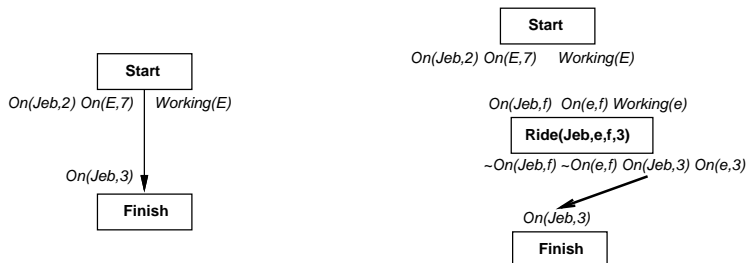 Start
On(Jeb,2) On(E,7) Working(E)
On(Jeb,3)
Finish
Start
On(Jeb,2) On(E,7) Working(E)
On(Jeb,f) On(e,f) Working(e)
Ride(Jeb,e,f,3)
~On(Jeb,f) ~On(e,f) On(Jeb,3) On(e,3)
On(Jeb,3)
Finish